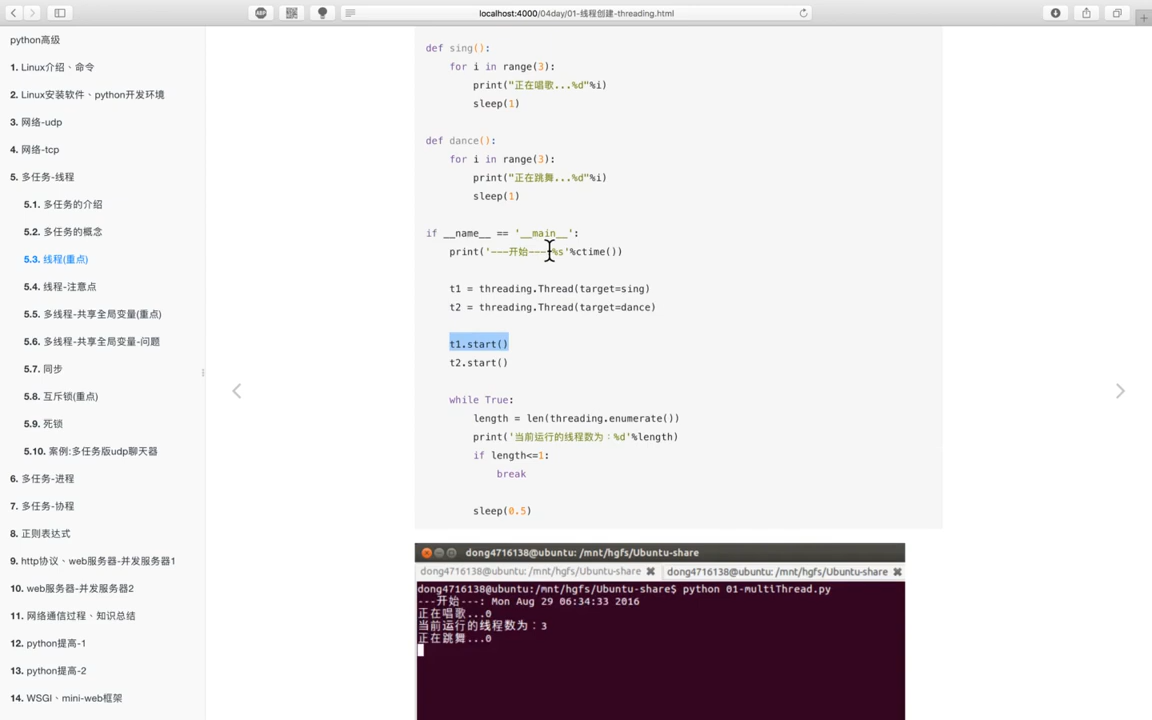 localhost:4000/04day/01-线程创建-threading.html
python高级
1. Linux介绍、命令
2. Linux安装软件、python开发环境
3. 网络-udp
4. 网络-tcp
5. 多任务-线程
5.1. 多任务的介绍
5.2. 多任务的概念
5.3. 线程(重点)
5.4. 线程-注意点
5.5. 多线程-共享全局变量(重点)
5.6. 多线程-共享全局变量-问题
5.7. 同步
5.8. 互斥锁(重点)
5.9. 死锁
5.10. 案例:多任务版udp聊天器
6. 多任务-进程
7. 多任务-协程
8. 正则表达式
9. http协议、web服务器-并发服务器1
10. web服务器-并发服务器2
11. 网络通信过程、知识总结
12. python提高-1
13. python提高-2
14. WSGI、mini-web框架
def sing():
for i in range(3):
print("正在唱歌...%d"%i)
sleep(1)
def dance():
for i in range(3):
print("正在跳舞...%d"%i)
sleep(1)
if __name__ == '__main__':
print('---开始---:%s'%ctime())
t1 = threading.Thread(target=sing)
t2 = threading.Thread(target=dance)
t1.start()
t2.start()
while True:
length = len(threading.enumerate())
print('当前运行的线程数为：%d'%length)
if length<=1:
break
sleep(0.5)
dong4716138@ubuntu: /mnt/hgfs/Ubuntu-share
dong4716138@ubuntu: /mnt/hgfs/Ubuntu-share ✖ dong4716138@ubuntu: /mnt/hgfs/Ubuntu-share ✖
dong4716138@ubuntu:/mnt/hgfs/Ubuntu-share$ python 01-multiThread.py
---开始---: Mon Aug 29 06:34:33 2016
正在唱歌...0
当前运行的线程数为：3
正在跳舞...0